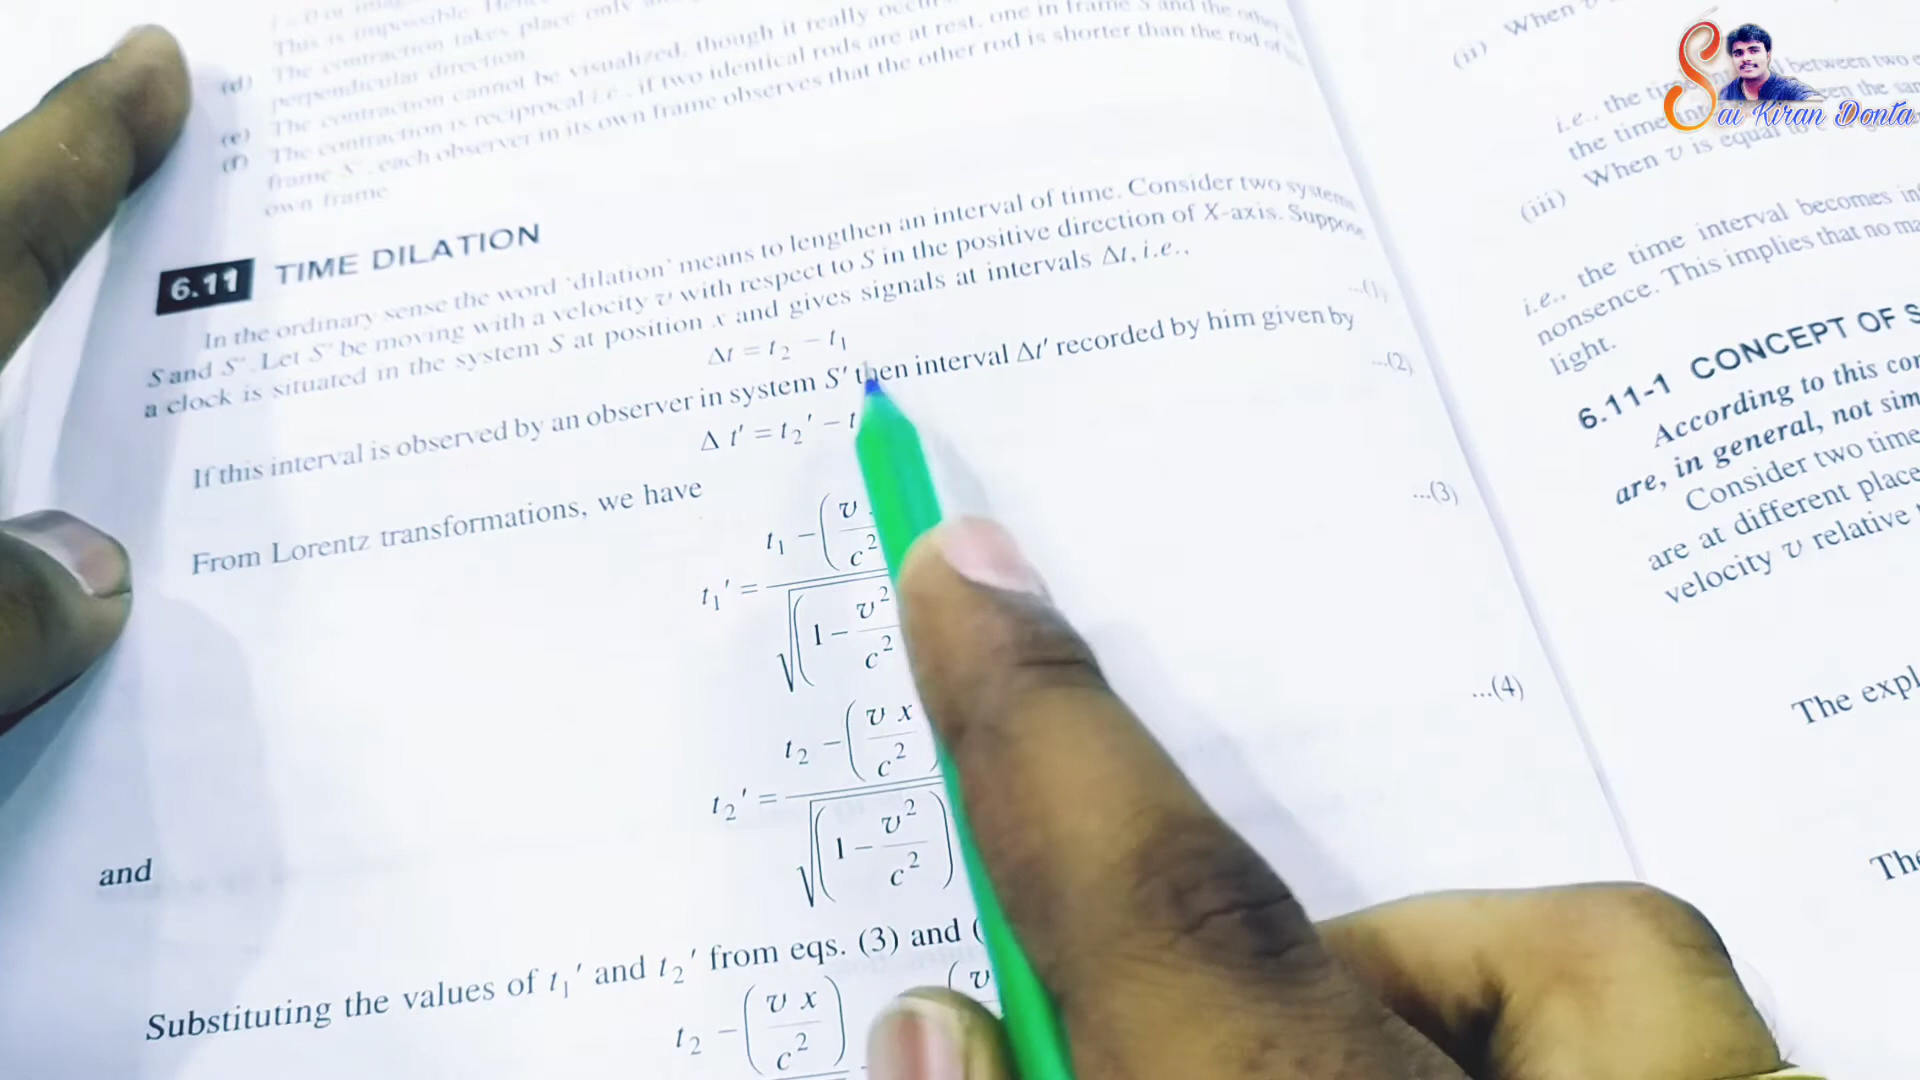 This is impossible.
(d) The contraction takes place only
perpendicular direction
(e) The contraction cannot be visualized, though it really
(f) The contraction is reciprocal i.e., if two identical rods are at rest, one in frame S and the other
frame S', each observer in its own frame observes that the other rod is shorter than the rod of
own frame
6.11 TIME DILATION
In the ordinary sense the word 'dilation' means to lengthen an interval of time. Consider two systems
S and S'. Let S' be moving with a velocity v with respect to S in the positive direction of X-axis. Suppose
a clock is situated in the system S at position x and gives signals at intervals Δt, i.e.,
Δt = t₂ − t₁ ...(1)
If this interval is observed by an observer in system S' then interval Δt' recorded by him given by
Δ t' = t₂' − t ...(2)
From Lorentz transformations, we have
t₁' = t₁ − (v / c² / √(1 − v² / c² ...(3)
and t₂' = t₂ − (v x / c²) / √(1 − v² / c²) ...(4)
Substituting the values of t₁' and t₂' from eqs. (3) and (
t₂ − (v x / c²) (v
(ii) When v
i.e., the between two
the time the
(iii) When v is equal to
i.e., the time interval becomes
nonsense. This implies that no
light.
6.11-1 CONCEPT OF S
According to this
are, in general, not
Consider two
are at different
velocity v relative
The
Sai Kiran Donta